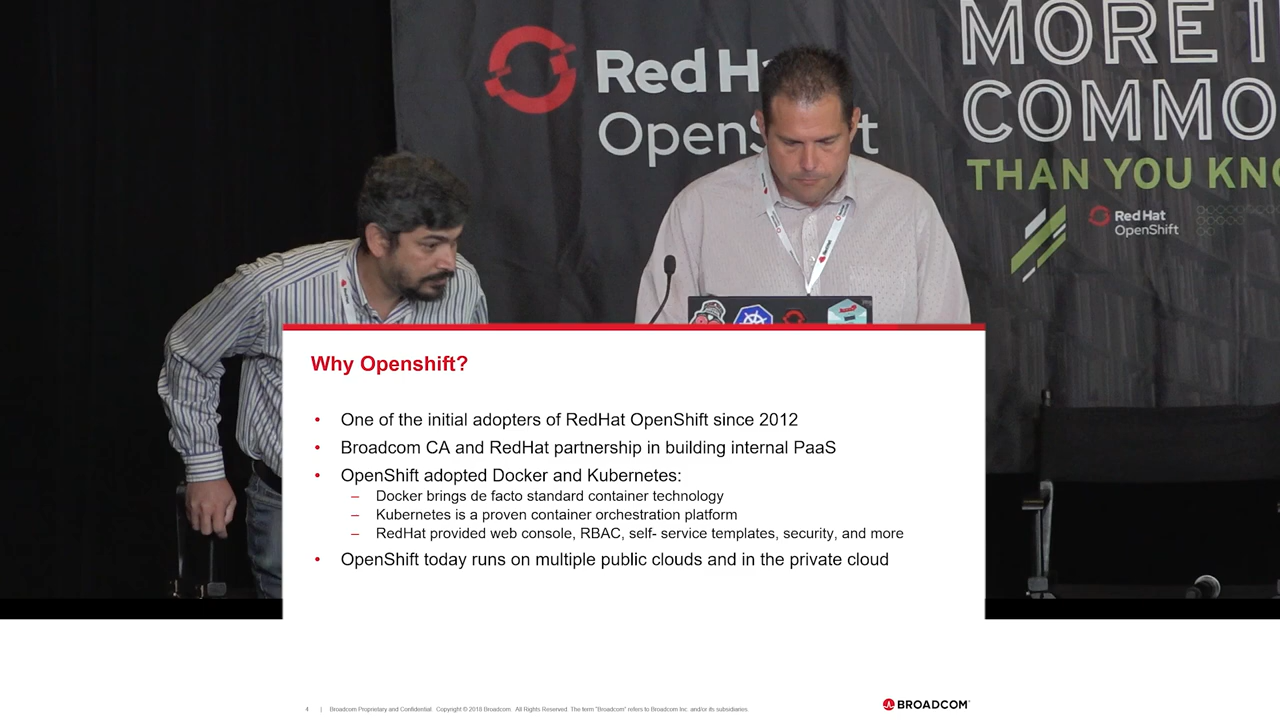 Red H
OpenShift
MORE I
COMMO
THAN YOU KN
Red Hat
OpenShift
Why Openshift?
• One of the initial adopters of RedHat OpenShift since 2012
• Broadcom CA and RedHat partnership in building internal PaaS
• OpenShift adopted Docker and Kubernetes:
– Docker brings de facto standard container technology
– Kubernetes is a proven container orchestration platform
– RedHat provided web console, RBAC, self- service templates, security, and more
• OpenShift today runs on multiple public clouds and in the private cloud
4 | Broadcom Proprietary and Confidential. Copyright © 2018 Broadcom. All Rights Reserved. The term "Broadcom" refers to Broadcom Inc. and/or its subsidiaries.
BROADCOM